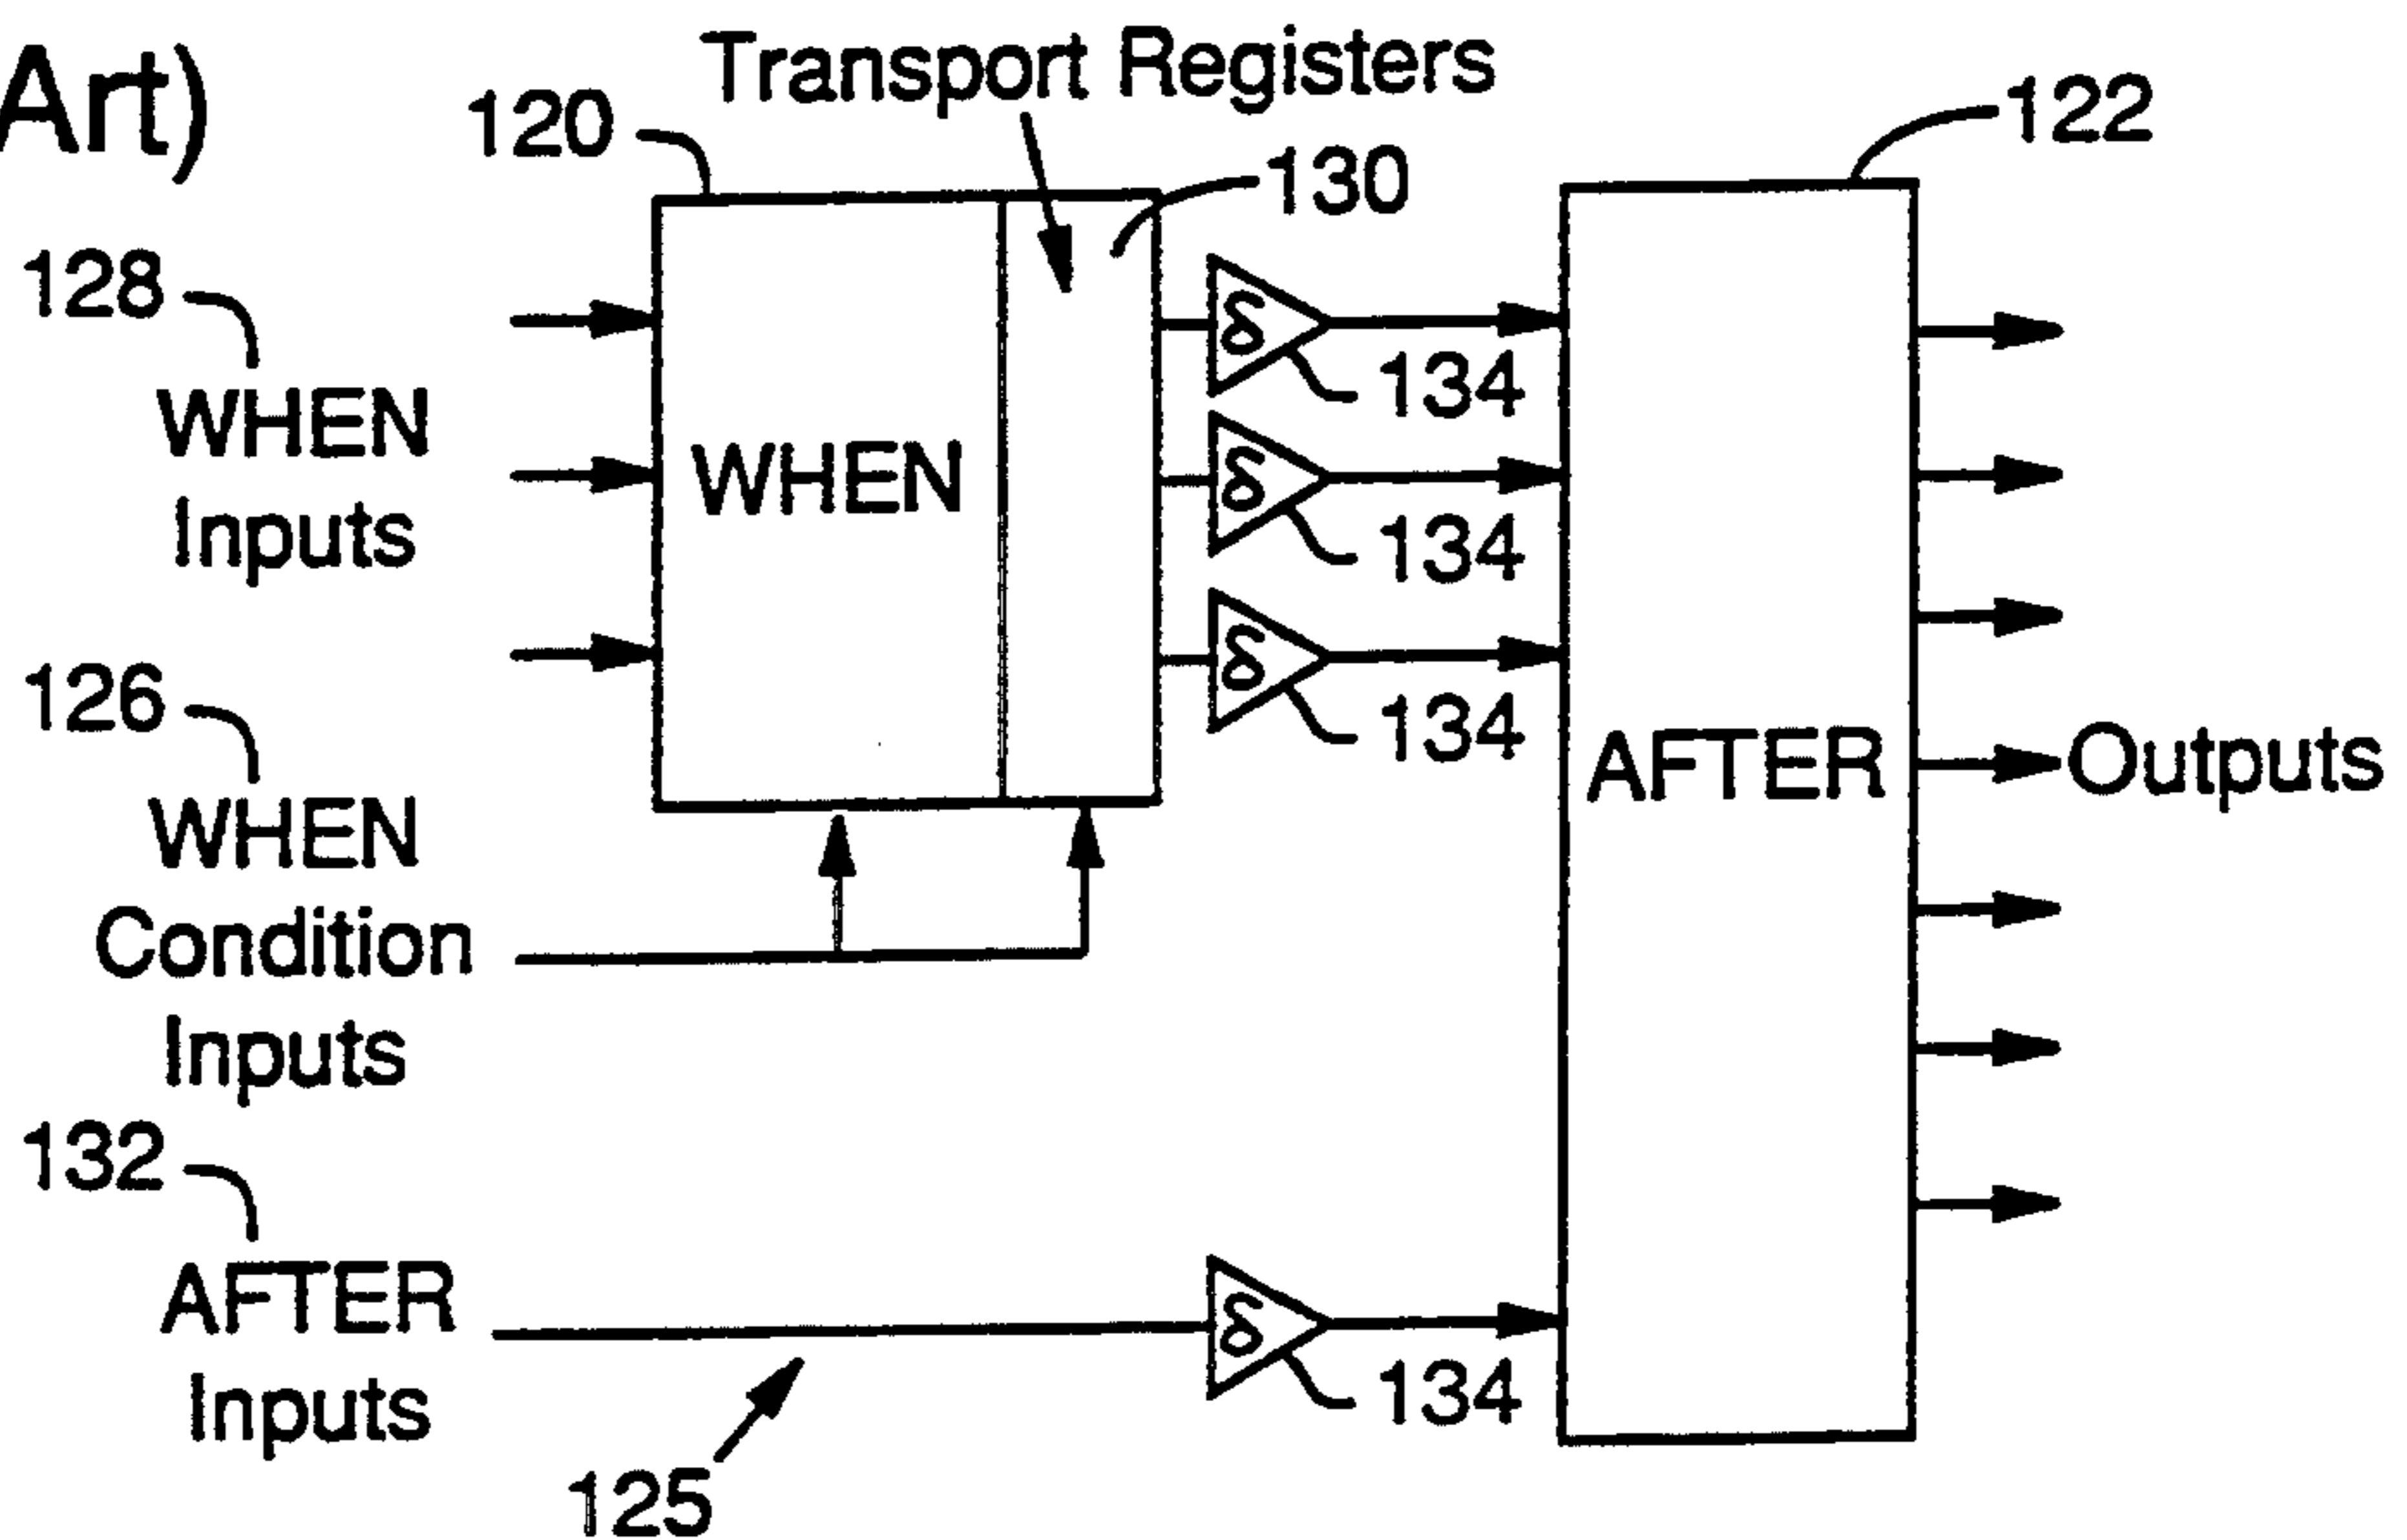 Art)
Transport Registers
120
122
130
128
WHEN
Inputs
WHEN
δ
134
δ
134
δ
134
126
WHEN
Condition
Inputs
AFTER
Outputs
132
AFTER
Inputs
δ
134
125